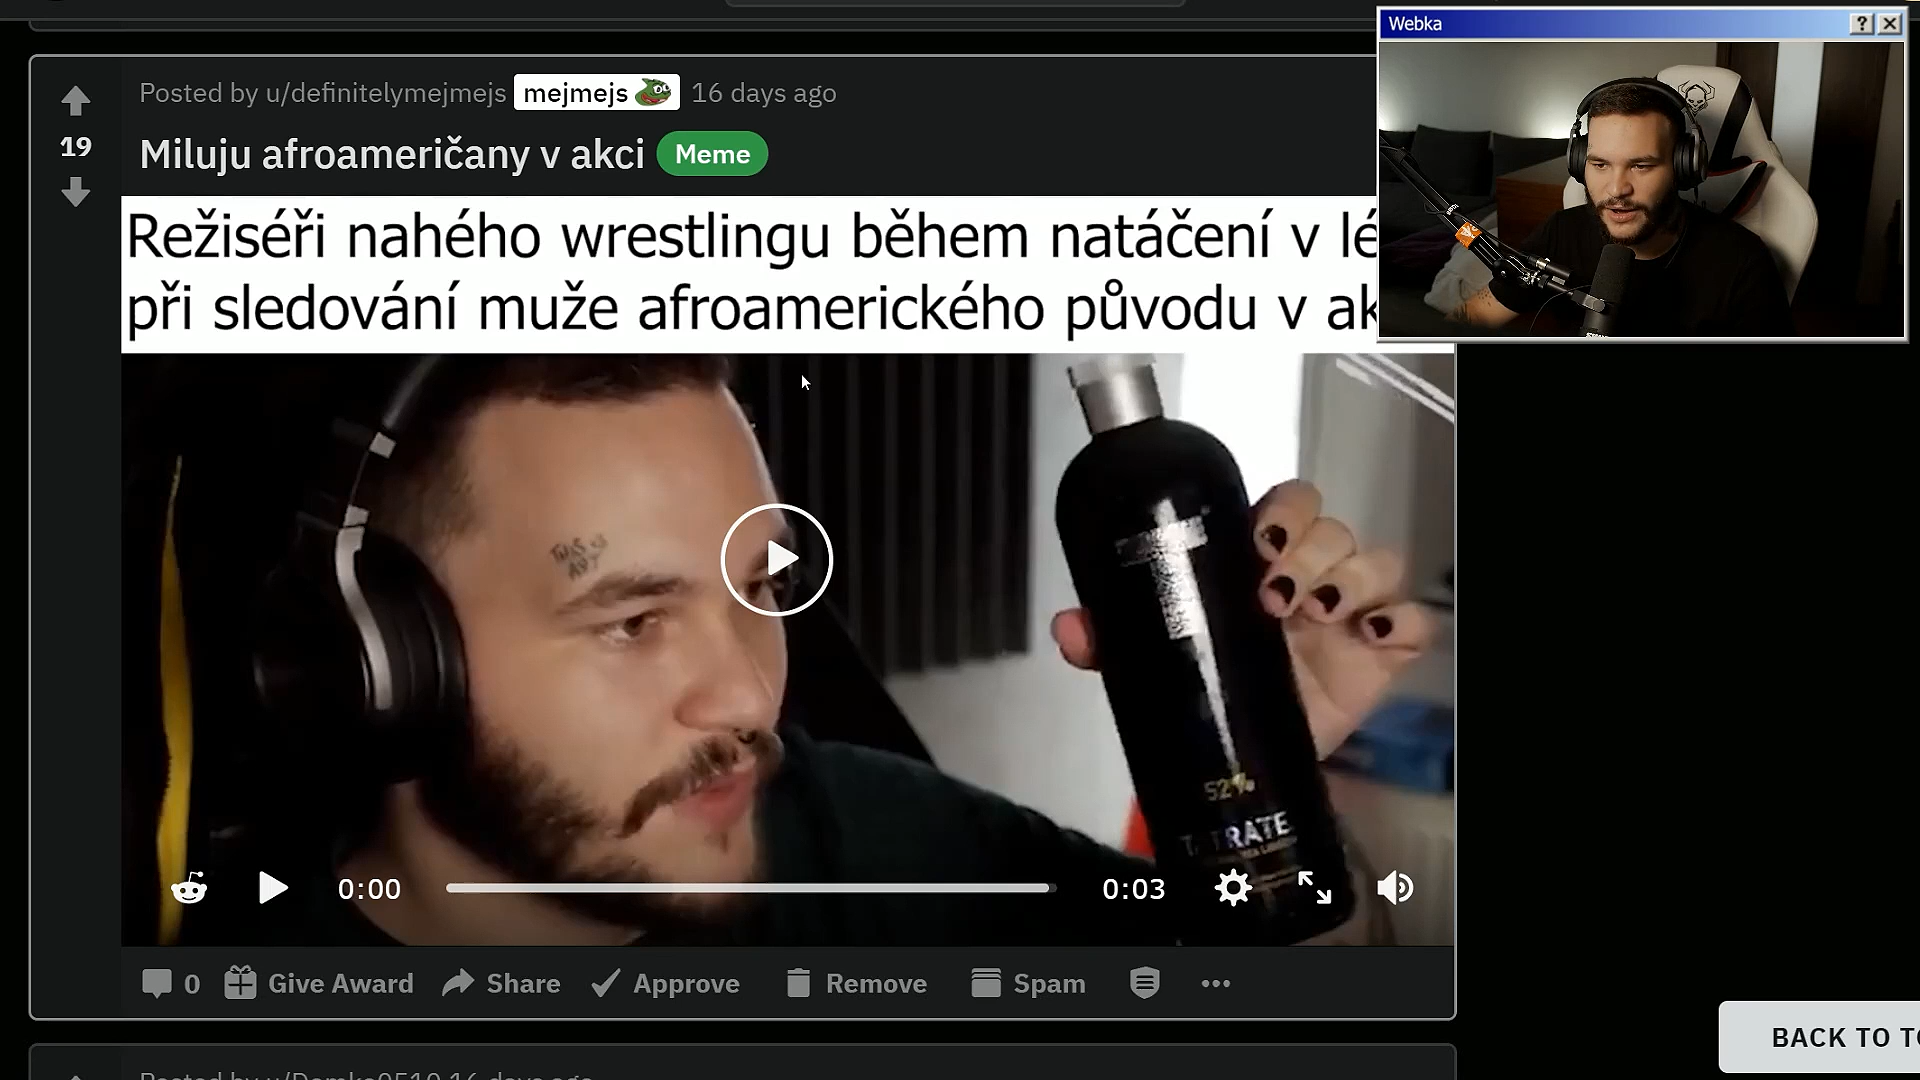 Webka
Posted by u/definitelymejmejs mejmejs 16 days ago
19
Miluju afroameričany v akci Meme
Režiséři nahého wrestlingu během natáčení v lé
při sledování muže afroamerického původu v ak
52%
0:00
0:03
0 Give Award Share Approve Remove Spam
BACK TO TO